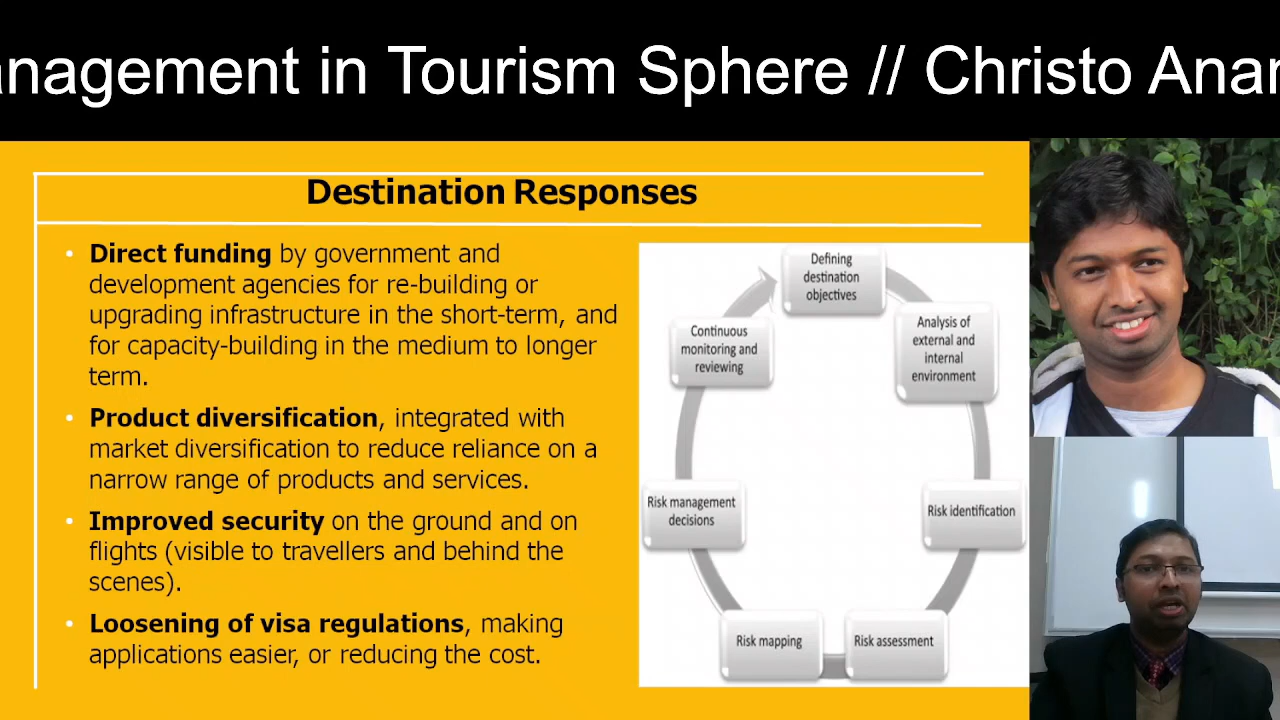 anagement in Tourism Sphere // Christo Anan
Destination Responses
• Direct funding by government and
development agencies for re-building or
upgrading infrastructure in the short-term, and
for capacity-building in the medium to longer
term.
• Product diversification, integrated with
market diversification to reduce reliance on a
narrow range of products and services.
• Improved security on the ground and on
flights (visible to travellers and behind the
scenes).
• Loosening of visa regulations, making
applications easier, or reducing the cost.
Defining
destination
objectives
Analysis of
external and
internal
environment
Risk identification
Risk assessment
Risk mapping
Risk management
decisions
Continuous
monitoring and
reviewing